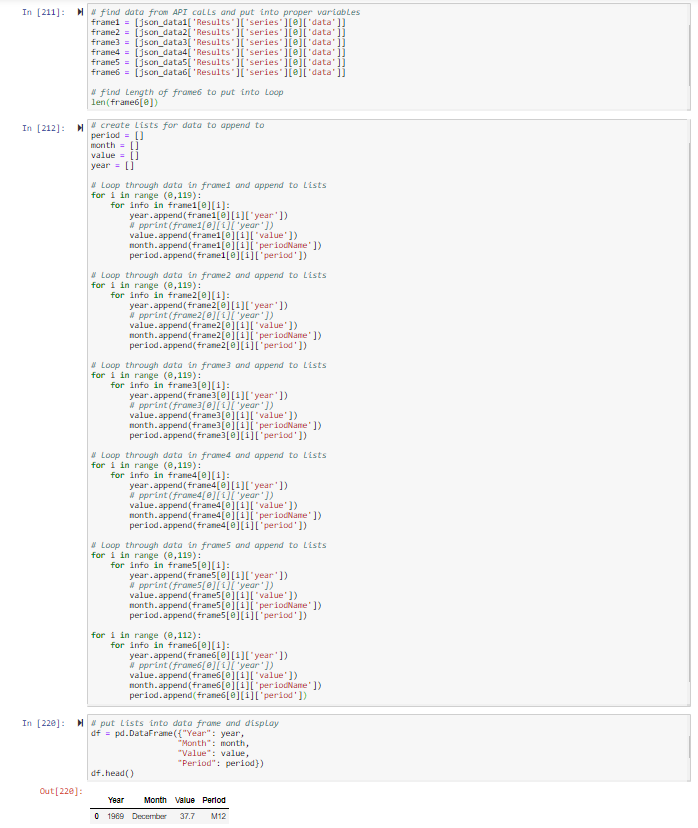 In [211]:
# find data from API calls and put into proper variables
frame1 = [json_data1['Results']['series'][0]['data']]
frame2 = [json_data2['Results']['series'][0]['data']]
frame3 = [json_data3['Results']['series'][0]['data']]
frame4 = [json_data4['Results']['series'][0]['data']]
frame5 = [json_data5['Results']['series'][0]['data']]
frame6 = [json_data6['Results']['series'][0]['data']]

# find length of frame6 to put into loop
len(frame6[0])
In [212]:
# create lists for data to append to
period = []
month = []
value = []
year = []

# Loop through data in frame1 and append to lists
for i in range (0,119):
    for info in frame1[0][i]:
        year.append(frame1[0][i]['year'])
        # pprint(frame1[0][i]['year'])
        value.append(frame1[0][i]['value'])
        month.append(frame1[0][i]['periodName'])
        period.append(frame1[0][i]['period'])

# Loop through data in frame2 and append to lists
for i in range (0,119):
    for info in frame2[0][i]:
        year.append(frame2[0][i]['year'])
        # pprint(frame2[0][i]['year'])
        value.append(frame2[0][i]['value'])
        month.append(frame2[0][i]['periodName'])
        period.append(frame2[0][i]['period'])

# Loop through data in frame3 and append to lists
for i in range (0,119):
    for info in frame3[0][i]:
        year.append(frame3[0][i]['year'])
        # pprint(frame3[0][i]['year'])
        value.append(frame3[0][i]['value'])
        month.append(frame3[0][i]['periodName'])
        period.append(frame3[0][i]['period'])

# Loop through data in frame4 and append to lists
for i in range (0,119):
    for info in frame4[0][i]:
        year.append(frame4[0][i]['year'])
        # pprint(frame4[0][i]['year'])
        value.append(frame4[0][i]['value'])
        month.append(frame4[0][i]['periodName'])
        period.append(frame4[0][i]['period'])

# Loop through data in frame5 and append to lists
for i in range (0,119):
    for info in frame5[0][i]:
        year.append(frame5[0][i]['year'])
        # pprint(frame5[0][i]['year'])
        value.append(frame5[0][i]['value'])
        month.append(frame5[0][i]['periodName'])
        period.append(frame5[0][i]['period'])

for i in range (0,112):
    for info in frame6[0][i]:
        year.append(frame6[0][i]['year'])
        # pprint(frame6[0][i]['year'])
        value.append(frame6[0][i]['value'])
        month.append(frame6[0][i]['periodName'])
        period.append(frame6[0][i]['period'])
In [220]:
# put lists into data frame and display
df = pd.DataFrame({"Year": year,
                   "Month": month,
                   "Value": value,
                   "Period": period})
df.head()
Out[220]:
Year Month Value Period
0 1969 December 37.7 M12